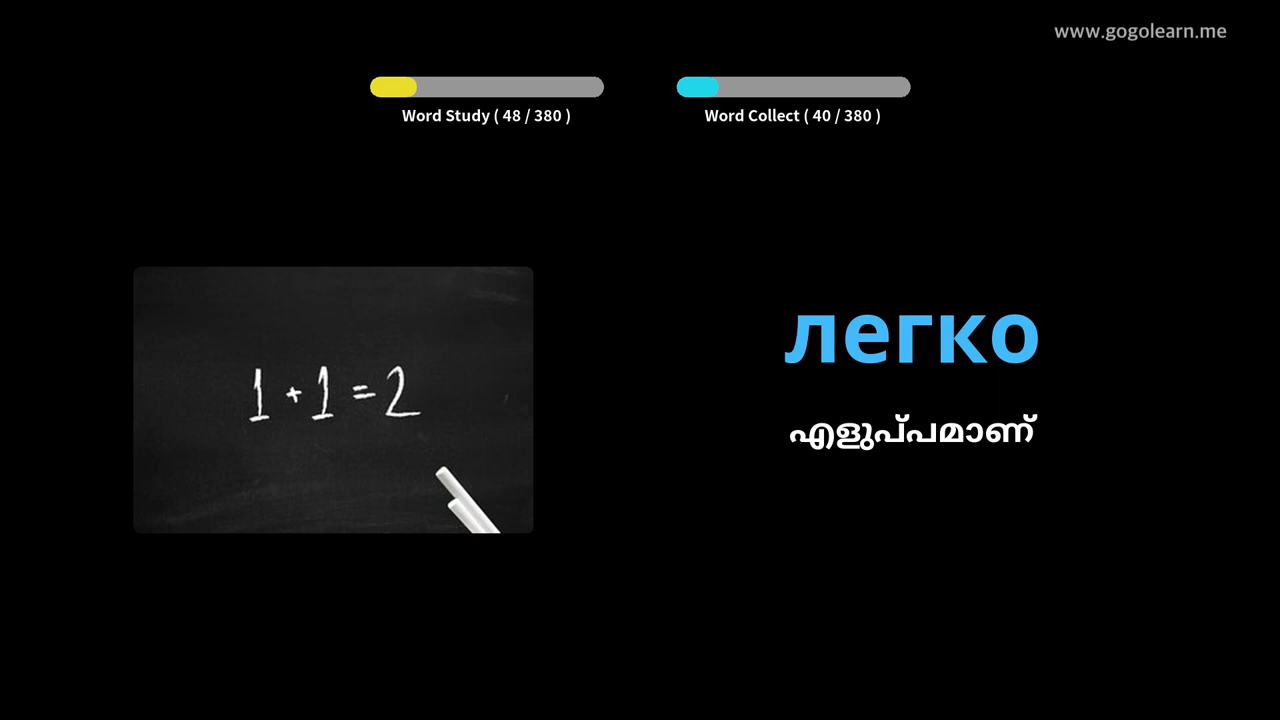 www.gogolearn.me
Word Study ( 48 / 380 )
Word Collect ( 40 / 380 )
1 + 1 = 2
легко
എളുപ്പമാണ്